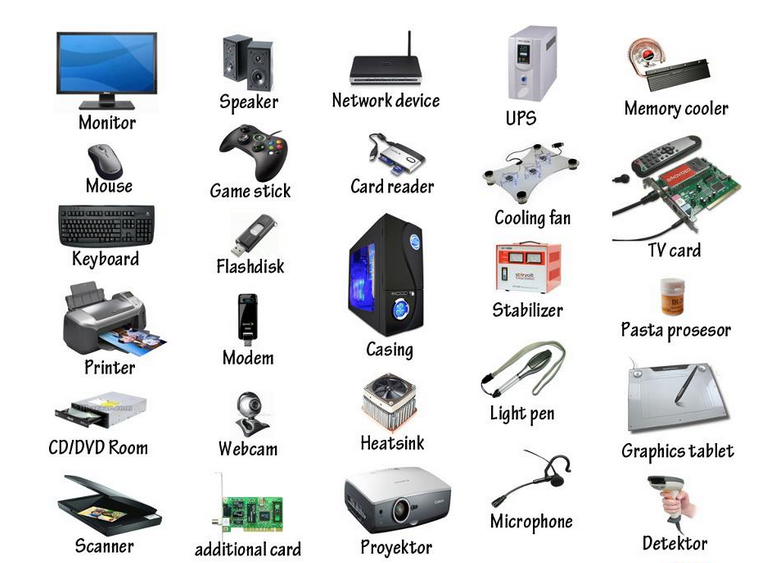 Monitor
Speaker
Network device
UPS
Memory cooler
Mouse
Game stick
Card reader
Cooling fan
TV card
Keyboard
Flashdisk
Casing
Stabilizer
Pasta prosesor
Printer
Modem
Light pen
CD/DVD Room
Webcam
Heatsink
Graphics tablet
Scanner
additional card
Proyektor
Microphone
Detektor